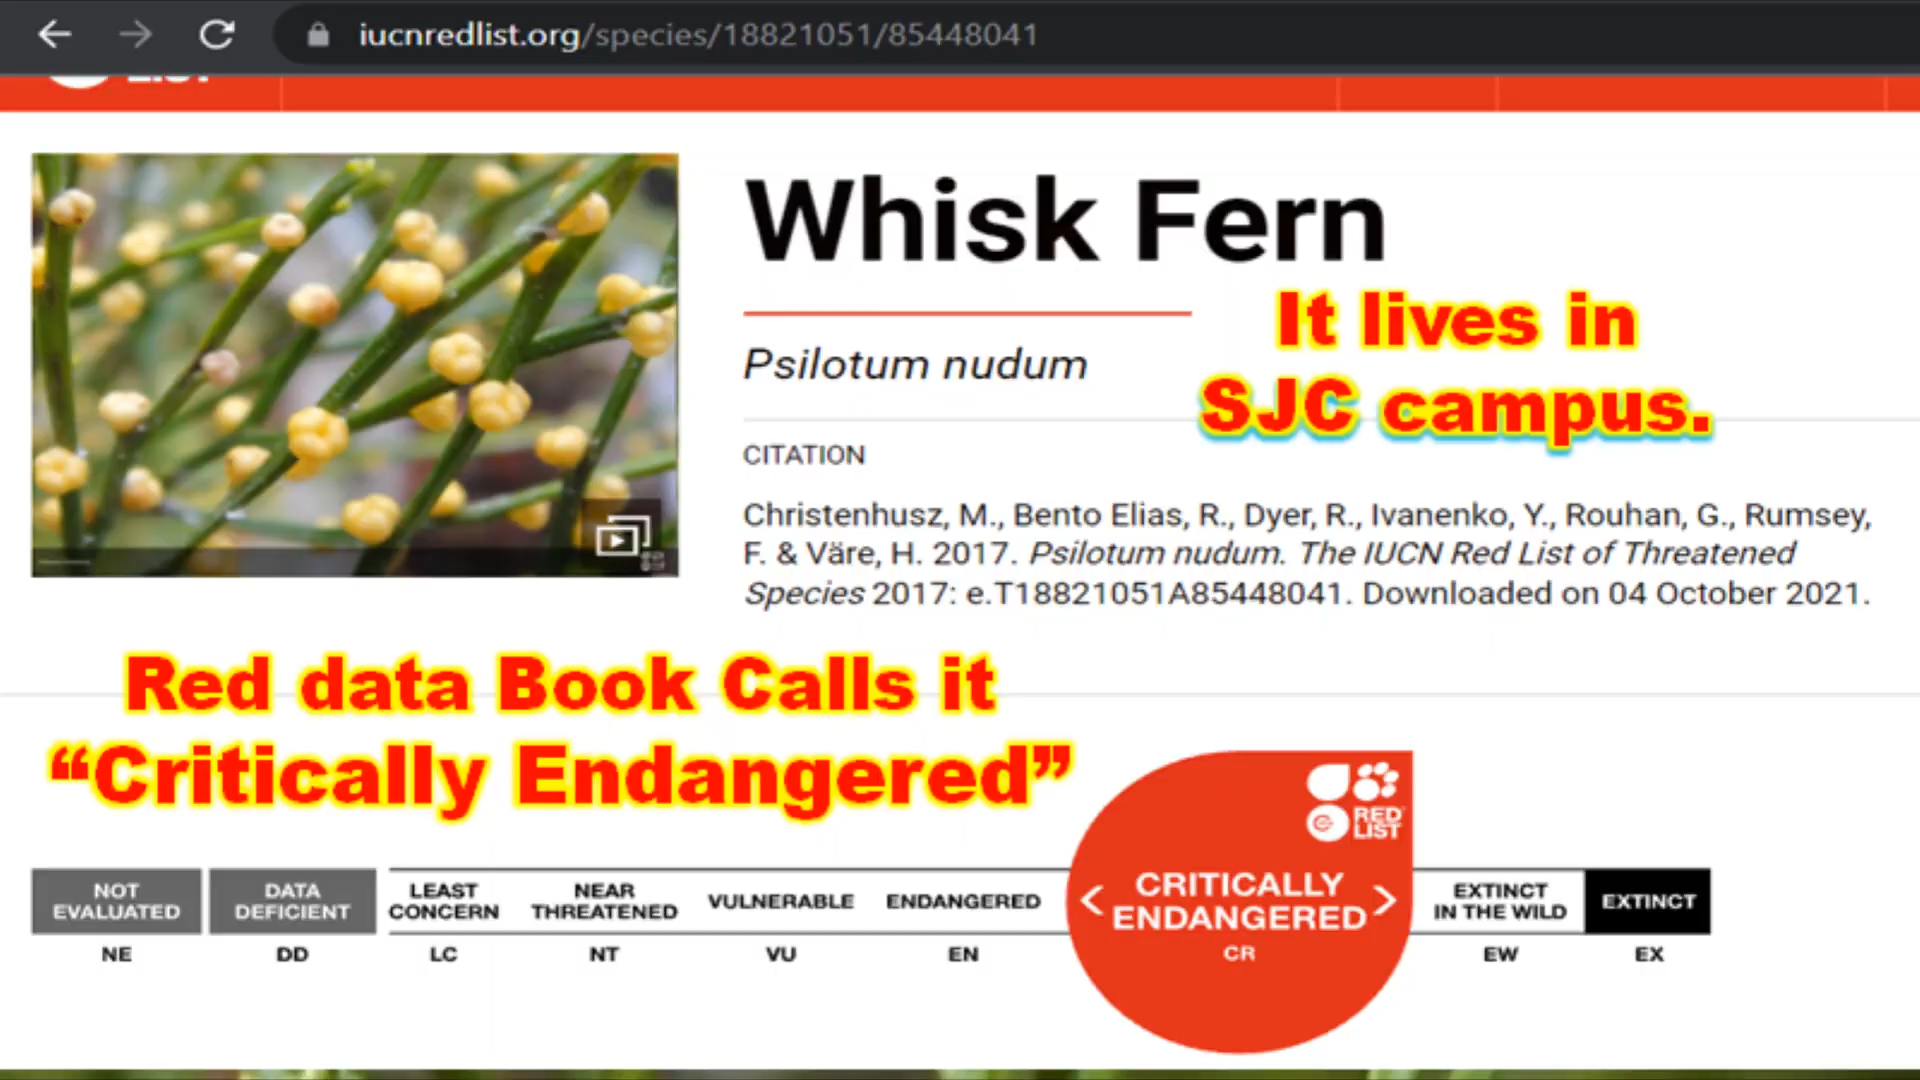 iucnredlist.org/species/18821051/85448041
Whisk Fern
It lives in
SJC campus.
Psilotum nudum
CITATION
Christenhusz, M., Bento Elias, R., Dyer, R., Ivanenko, Y., Rouhan, G., Rumsey,
F. & Väre, H. 2017. Psilotum nudum. The IUCN Red List of Threatened
Species 2017: e.T18821051A85448041. Downloaded on 04 October 2021.
Red data Book Calls it
“Critically Endangered”
RED
LIST
NOT
EVALUATED
NE
DATA
DEFICIENT
DD
LEAST
CONCERN
LC
NEAR
THREATENED
NT
VULNERABLE
VU
ENDANGERED
EN
< CRITICALLY >
ENDANGERED
CR
EXTINCT
IN THE WILD
EW
EXTINCT
EX